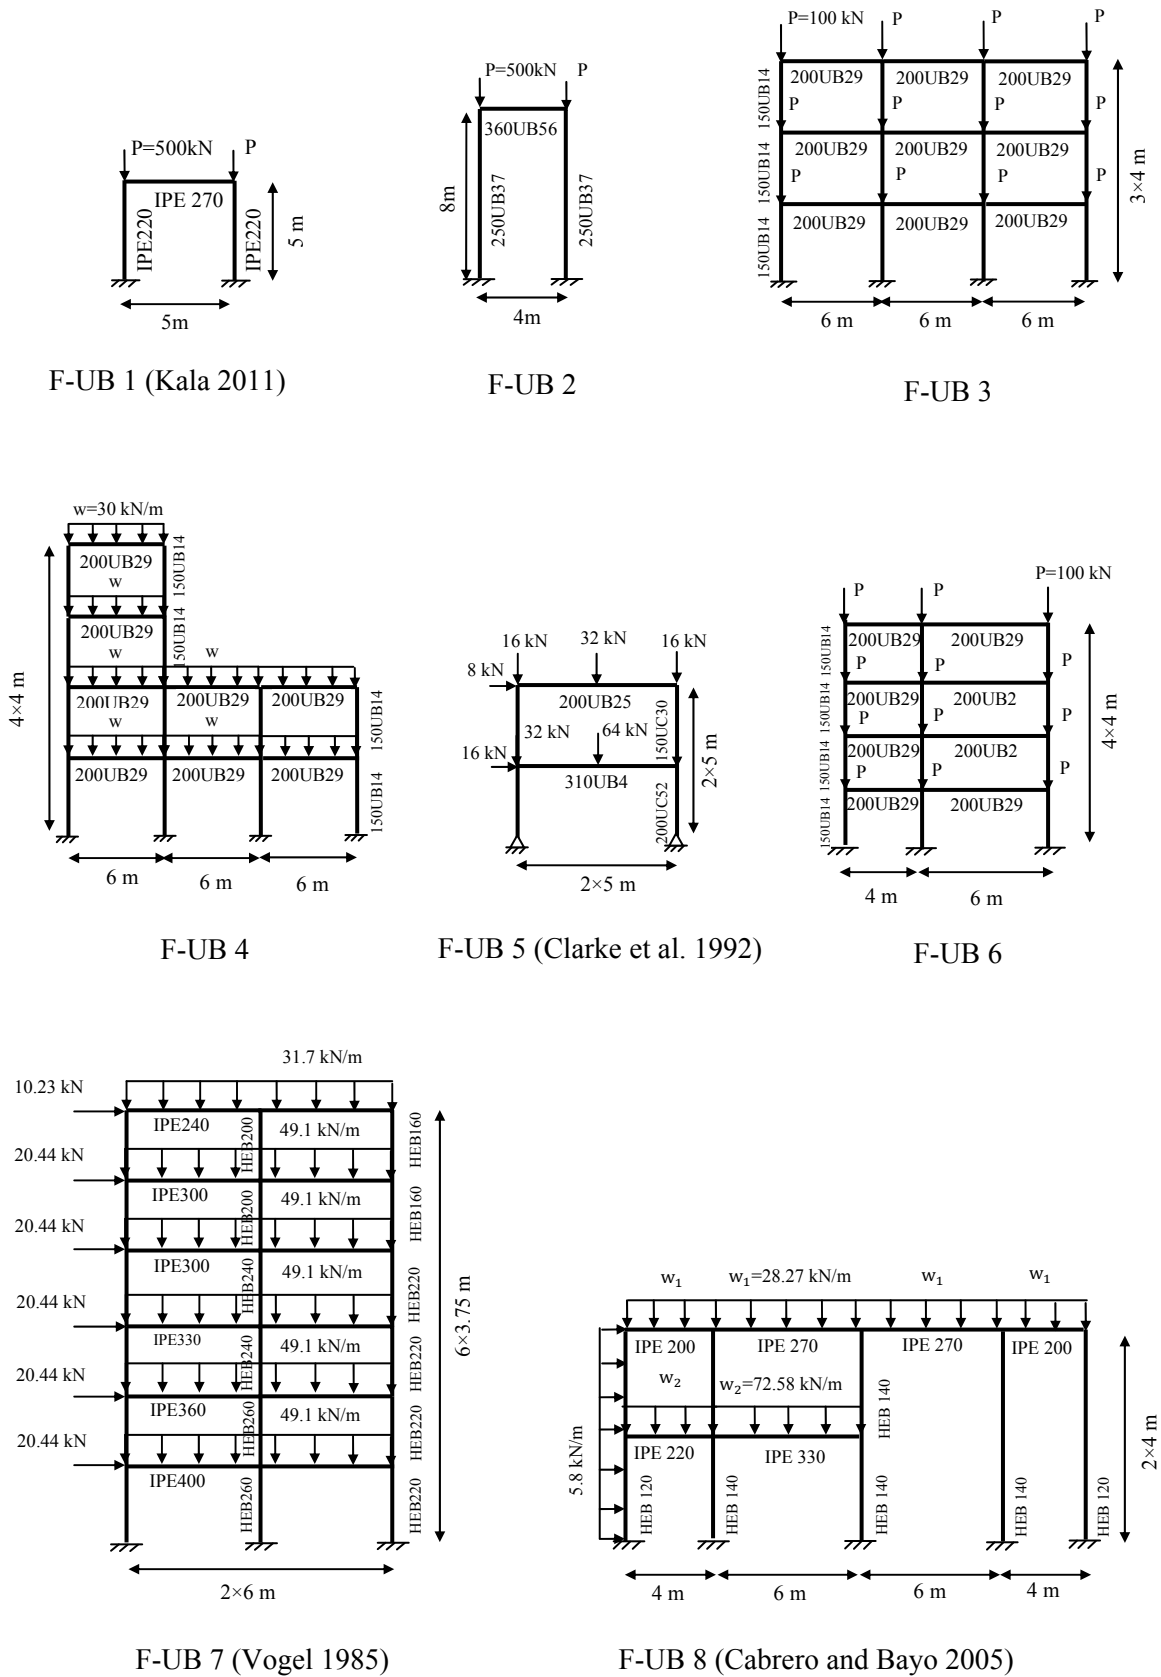 P=500kN P
IPE 270
IPE220
IPE220
5 m
5m
F-UB 1 (Kala 2011)
P=500kN P
360UB56
8m
250UB37
250UB37
4m
F-UB 2
P=100 kN P P P
200UB29 200UB29 200UB29
150UB14
P P P P
200UB29 200UB29 200UB29
150UB14
P P P P
200UB29 200UB29 200UB29
150UB14
3×4 m
6 m 6 m 6 m
F-UB 3
w=30 kN/m
200UB29
150UB14
w
200UB29
150UB14
w w
200UB29 200UB29 200UB29
150UB14
w w
200UB29 200UB29 200UB29
150UB14
4×4 m
6 m 6 m 6 m
F-UB 4
16 kN 32 kN 16 kN
8 kN
200UB25
150UC30
32 kN 64 kN
16 kN
310UB4
200UC52
2×5 m
2×5 m
F-UB 5 (Clarke et al. 1992)
P P P=100 kN
200UB29 200UB29
150UB14
P P P
200UB29 200UB2
150UB14
P P P
200UB29 200UB2
150UB14
P P P
200UB29 200UB29
150UB14
4×4 m
4 m 6 m
F-UB 6
31.7 kN/m
10.23 kN
IPE240
HEB200
49.1 kN/m
HEB160
20.44 kN
IPE300
HEB200
49.1 kN/m
HEB160
20.44 kN
IPE300
HEB240
49.1 kN/m
HEB220
20.44 kN
IPE330
HEB240
49.1 kN/m
HEB220
20.44 kN
IPE360
HEB260
49.1 kN/m
HEB220
20.44 kN
IPE400
HEB260
HEB220
6×3.75 m
2×6 m
F-UB 7 (Vogel 1985)
w₁ w₁=28.27 kN/m w₁ w₁
IPE 200 IPE 270 IPE 270 IPE 200
w₂ w₂=72.58 kN/m
HEB 140
IPE 220 IPE 330
5.8 kN/m
HEB 120
HEB 140
HEB 140
HEB 140
HEB 120
2×4 m
4 m 6 m 6 m 4 m
F-UB 8 (Cabrero and Bayo 2005)